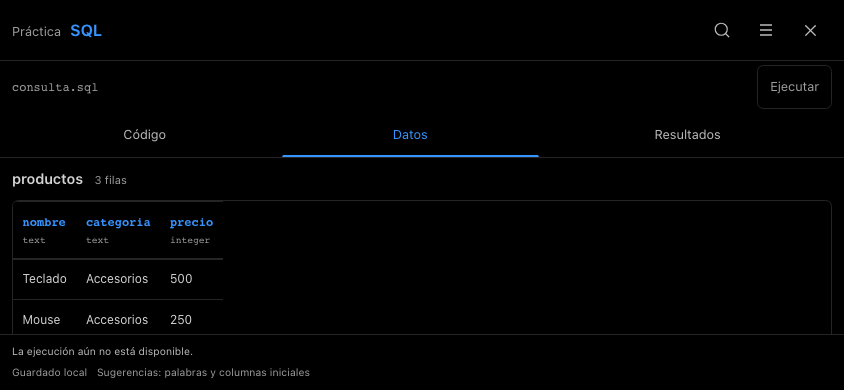 Práctica SQL
consulta.sql
Ejecutar
Código Datos Resultados
productos 3 filas
nombre categoria precio
text text integer
Teclado Accesorios 500
Mouse Accesorios 250
La ejecución aún no está disponible.
Guardado local Sugerencias: palabras y columnas iniciales